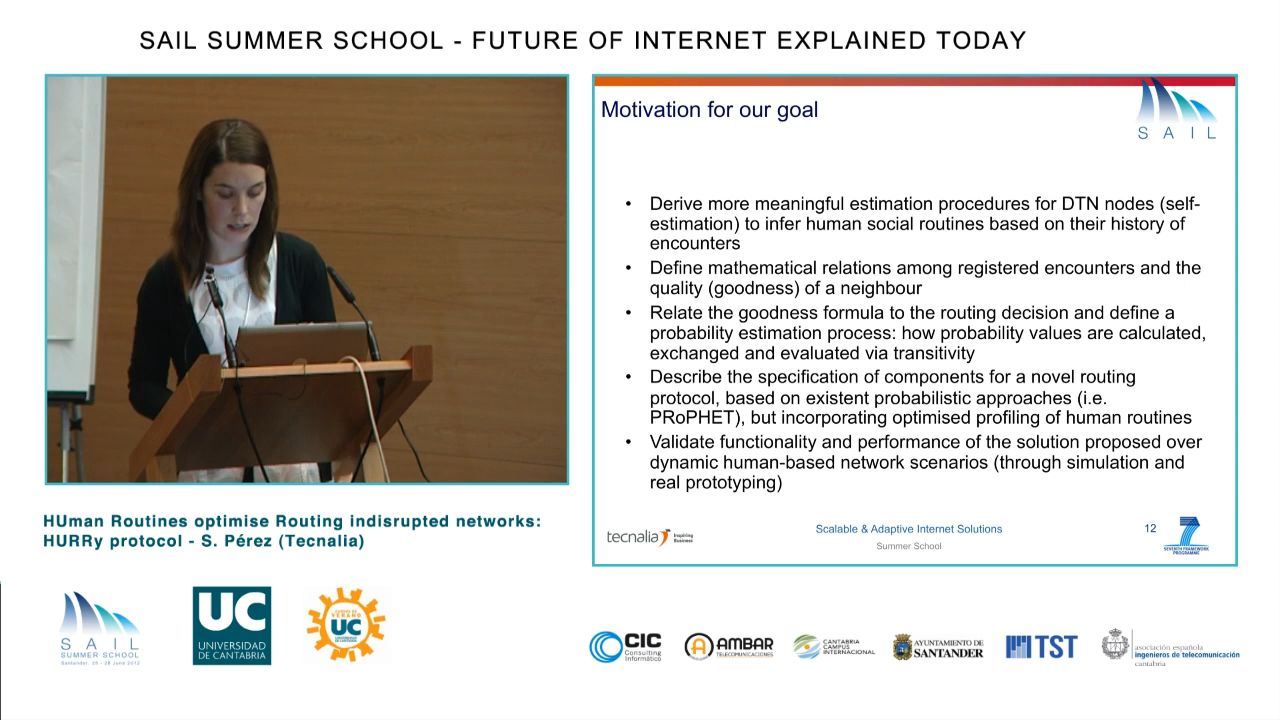 SAIL SUMMER SCHOOL - FUTURE OF INTERNET EXPLAINED TODAY
Motivation for our goal
S A I L
• Derive more meaningful estimation procedures for DTN nodes (self-
estimation) to infer human social routines based on their history of
encounters
• Define mathematical relations among registered encounters and the
quality (goodness) of a neighbour
• Relate the goodness formula to the routing decision and define a
probability estimation process: how probability values are calculated,
exchanged and evaluated via transitivity
• Describe the specification of components for a novel routing
protocol, based on existent probabilistic approaches (i.e.
PRoPHET), but incorporating optimised profiling of human routines
• Validate functionality and performance of the solution proposed over
dynamic human-based network scenarios (through simulation and
real prototyping)
tecnalia Inspiring
Business
Scalable & Adaptive Internet Solutions
Summer School
12
SEVENTH FRAMEWORK
PROGRAMME
HUman Routines optimise Routing indisrupted networks:
HURRy protocol - S. Pérez (Tecnalia)
S A I L
SUMMER SCHOOL
Santander, 25 - 28 June 2012
UC
UNIVERSIDAD
DE CANTABRIA
CURSOS DE
VERANO
UC
CIC
Consulting
Informático
AMBAR
TELECOMUNICACIONES
CANTABRIA
CAMPUS
INTERNACIONAL
AYUNTAMIENTO DE
SANTANDER
TST
asociación española
ingenieros de telecomunicación
cantabria